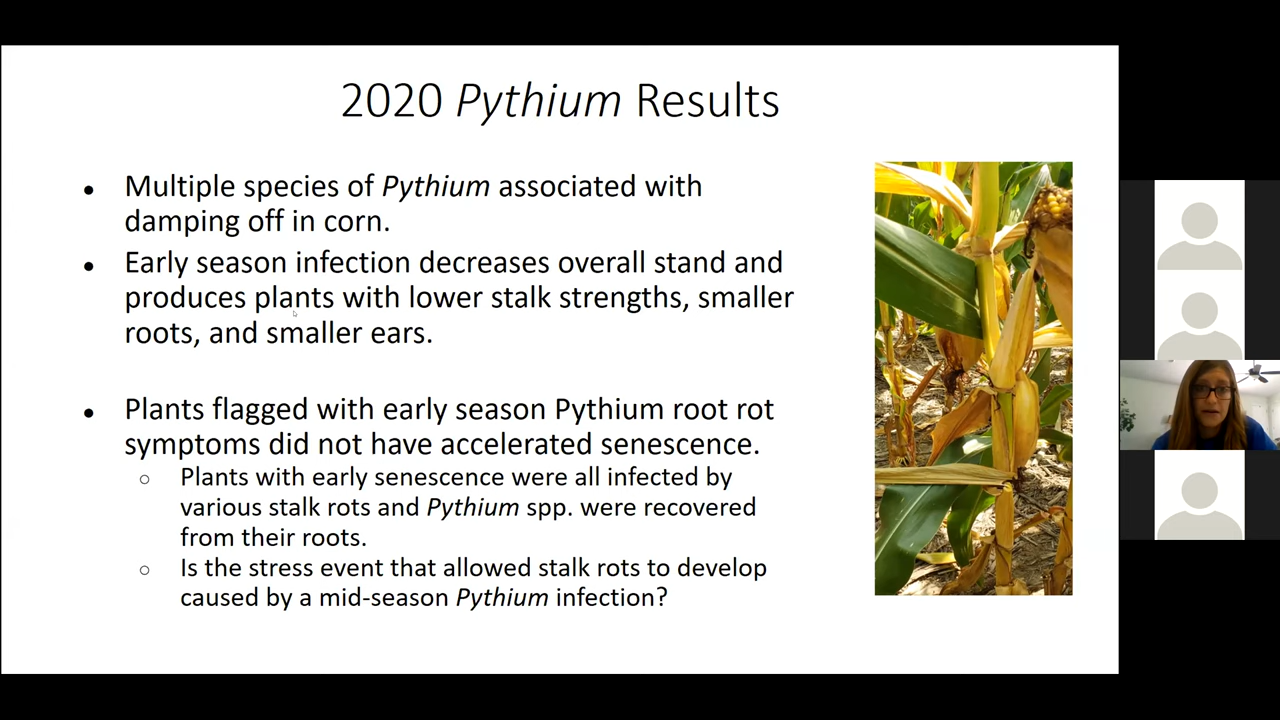 2020 Pythium Results
● Multiple species of Pythium associated with
damping off in corn.
● Early season infection decreases overall stand and
produces plants with lower stalk strengths, smaller
roots, and smaller ears.
● Plants flagged with early season Pythium root rot
symptoms did not have accelerated senescence.
○ Plants with early senescence were all infected by
various stalk rots and Pythium spp. were recovered
from their roots.
○ Is the stress event that allowed stalk rots to develop
caused by a mid-season Pythium infection?